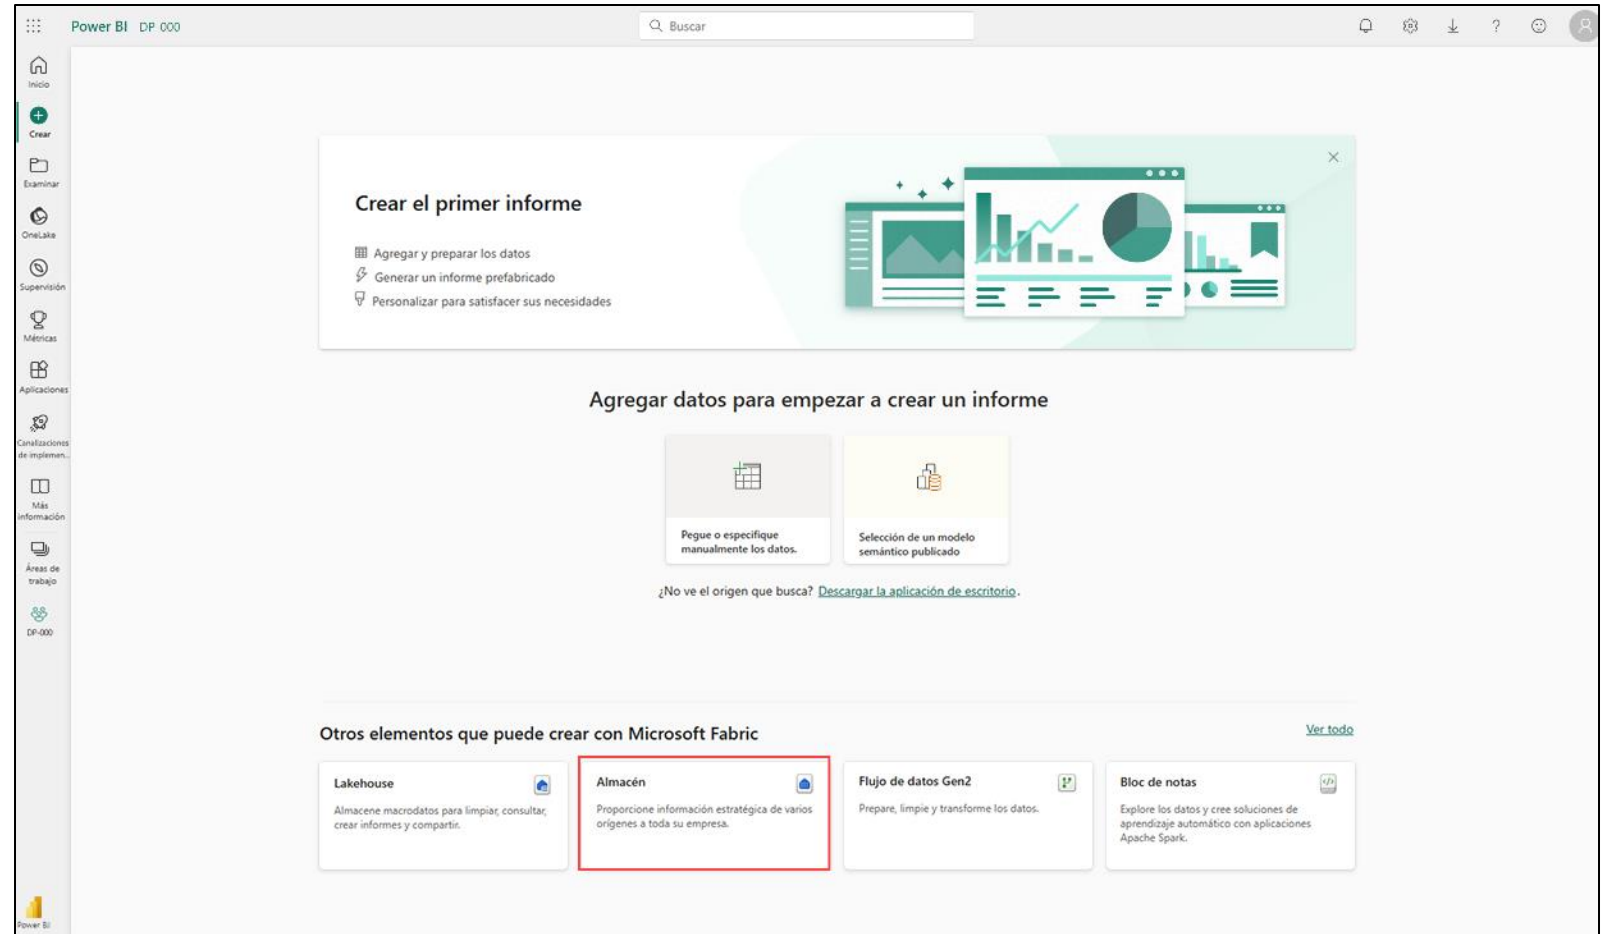 Power BI DP 000
Buscar
Inicio
Crear
Examinar
OneLake
Supervisión
Métricas
Aplicaciones
Canalizaciones
de implemen...
Más
información
Áreas de
trabajo
DP-000
Power BI
Crear el primer informe
Agregar y preparar los datos
Generar un informe prefabricado
Personalizar para satisfacer sus necesidades
Agregar datos para empezar a crear un informe
Pegue o especifique
manualmente los datos.
Selección de un modelo
semántico publicado
¿No ve el origen que busca? Descargar la aplicación de escritorio.
Otros elementos que puede crear con Microsoft Fabric
Ver todo
Lakehouse
Almacene macrodatos para limpiar, consultar,
crear informes y compartir.
Almacén
Proporcione información estratégica de varios
orígenes a toda su empresa.
Flujo de datos Gen2
Prepare, limpie y transforme los datos.
Bloc de notas
Explore los datos y cree soluciones de
aprendizaje automático con aplicaciones
Apache Spark.